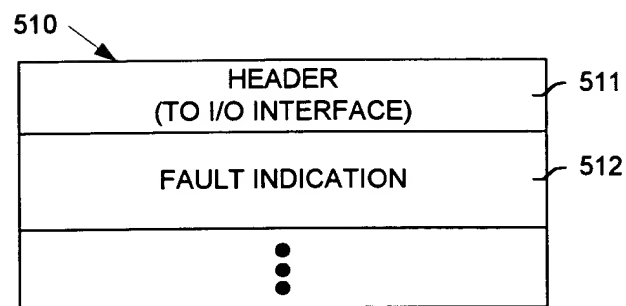 510
HEADER
(TO I/O INTERFACE)
511
FAULT INDICATION
512